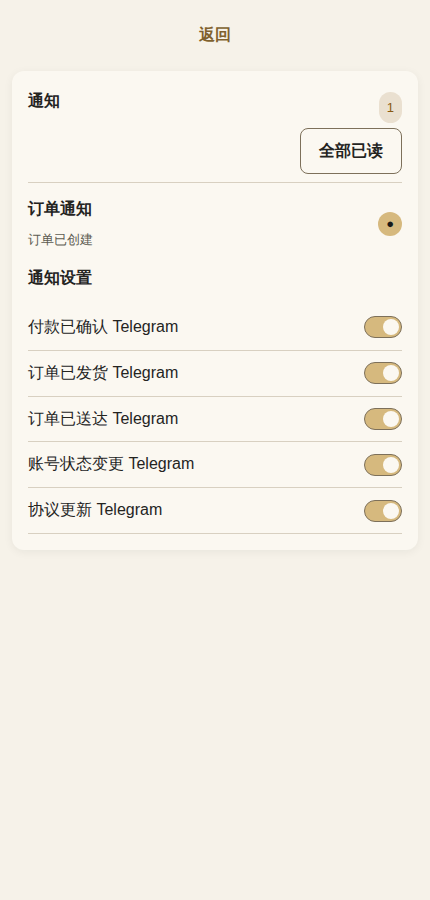 返回
通知
1
全部已读
订单通知
订单已创建
通知设置
付款已确认 Telegram
订单已发货 Telegram
订单已送达 Telegram
账号状态变更 Telegram
协议更新 Telegram